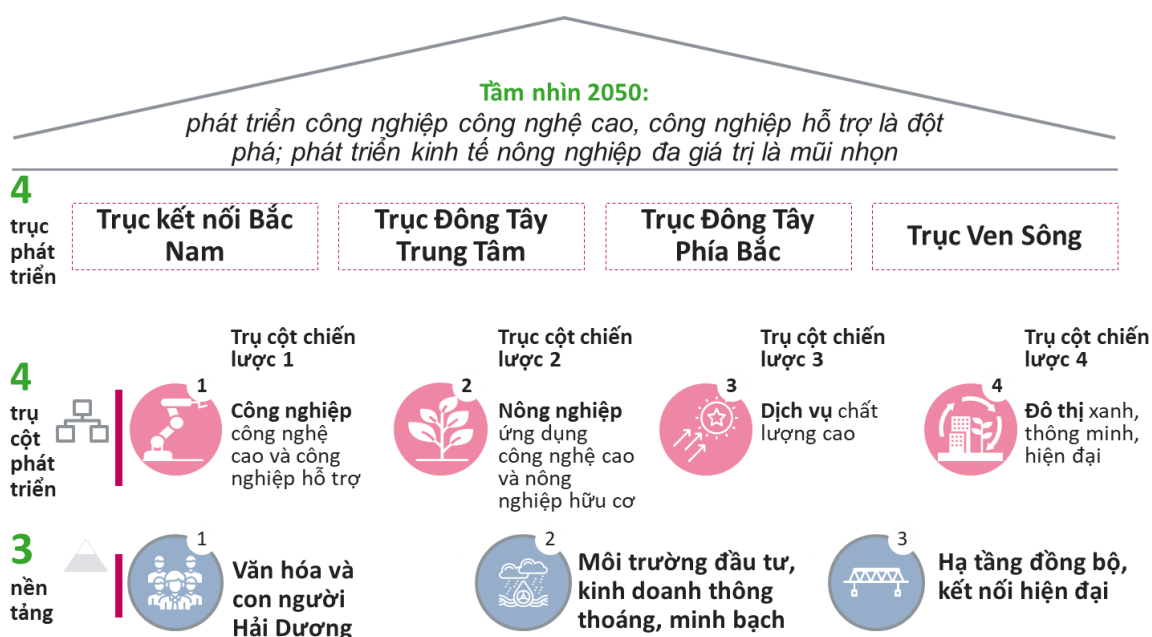 Tầm nhìn 2050:
phát triển công nghiệp công nghệ cao, công nghiệp hỗ trợ là đột
phá; phát triển kinh tế nông nghiệp đa giá trị là mũi nhọn
4
trục
phát
triển
Trục kết nối Bắc
Nam
Trục Đông Tây
Trung Tâm
Trục Đông Tây
Phía Bắc
Trục Ven Sông
4
trụ
cột
phát
triển
1
Trụ cột chiến
lược 1
Công nghiệp
công nghệ
cao và công
nghiệp hỗ trợ
2
Trục cột chiến
lược 2
Nông nghiệp
ứng dụng
công nghệ cao
và nông
nghiệp hữu cơ
3
Trụ cột chiến
lược 3
Dịch vụ chất
lượng cao
4
Trụ cột chiến
lược 4
Đô thị xanh,
thông minh,
hiện đại
3
nền
tảng
1
Văn hóa và
con người
Hải Dương
2
Môi trường đầu tư,
kinh doanh thông
thoáng, minh bạch
3
Hạ tầng đồng bộ,
kết nối hiện đại